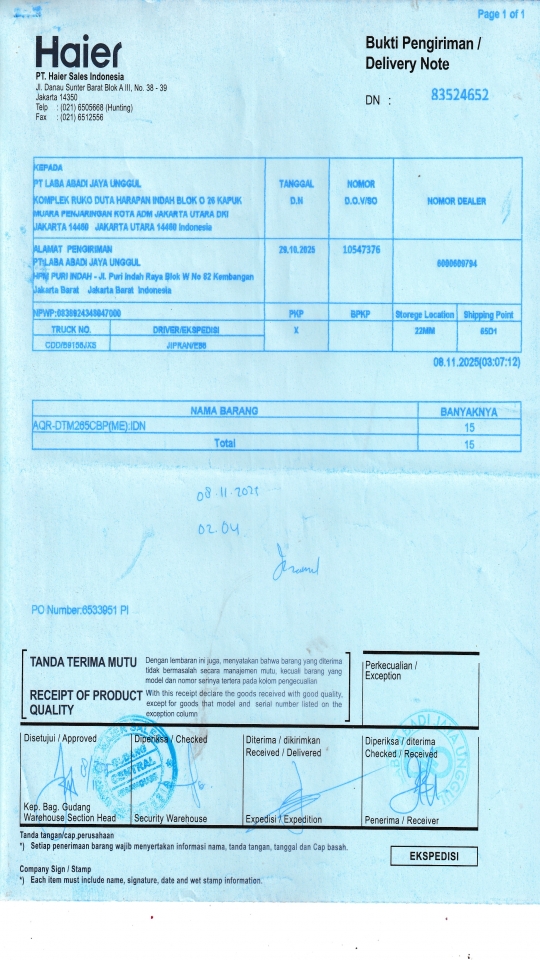 Page 1 of 1
Haier
PT. Haier Sales Indonesia
Jl. Danau Sunter Barat Blok A III, No. 38 - 39
Jakarta 14350
Telp : (021) 6505668 (Hunting)
Fax : (021) 6512556
Bukti Pengiriman /
Delivery Note
DN : 83524652
KEPADA
PT LABA ABADI JAYA UNGGUL
KOMPLEK RUKO DUTA HARAPAN INDAH BLOK O 26 KAPUK
MUARA PENJARINGAN KOTA ADM JAKARTA UTARA DKI
JAKARTA 14460 JAKARTA UTARA 14460 Indonesia
TANGGAL
D.N
NOMOR
D.O.V/SO
NOMOR DEALER
ALAMAT PENGIRIMAN
PT LABA ABADI JAYA UNGGUL
HPM PURI INDAH - Jl. Puri Indah Raya Blok W No 62 Kembangan
Jakarta Barat Jakarta Barat Indonesia
29.10.2025
10547376
6000609794
PKP
BPKP
Storege Location
Shipping Point
TRUCK NO.
DRIVER/EKSPEDISI
X
22MM
65D1
08.11.2025(03:07:12)
NAMA BARANG
BANYAKNYA
AQR-DTM265CBP(ME):IDN
15
Total
15
02.04
PO Number:6533951 PI
TANDA TERIMA MUTU
Dengan lembaran ini juga, menyatakan bahwa barang yang diterima
tidak bermasalah secara manajemen mutu, kecuali barang yang
model dan nomor serinya tertera pada kolom pengecualian
RECEIPT OF PRODUCT
QUALITY
With this receipt declare the goods received with good quality,
except for goods that model and serial number listed on the
exception column
Perkecualian /
Exception
Disetujui / Approved
Diperiksa / Checked
Diterima / dikirimkan
Received / Delivered
Diperiksa / diterima
Checked / Received
Kep. Bag. Gudang
Warehouse Section Head
Security Warehouse
Expedisi / Expedition
Penerima / Receiver
Tanda tangan/cap perusahaan
*) Setiap penerimaan barang wajib menyertakan informasi nama, tanda tangan, tanggal dan Cap basah.
EKSPEDISI
Company Sign / Stamp
*) Each item must include name, signature, date and wet stamp information.